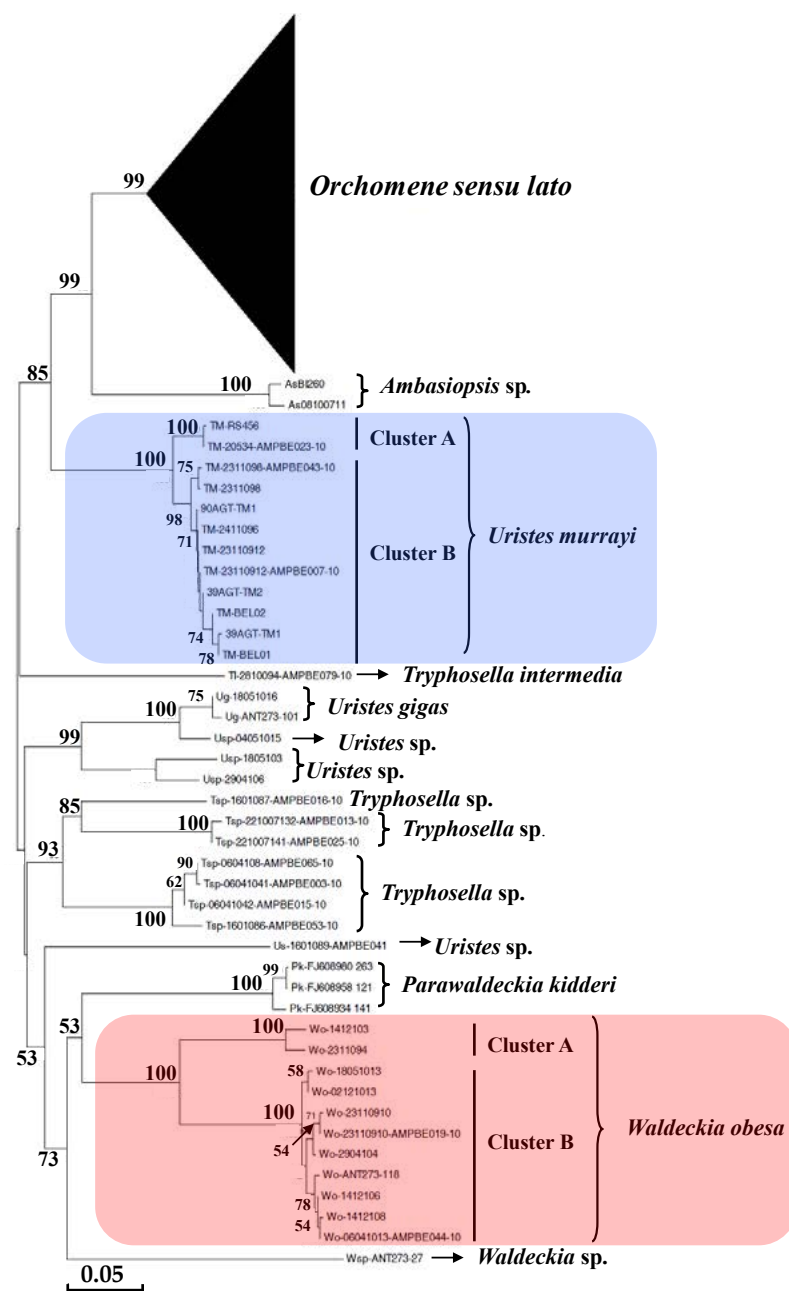 99
Orchomene sensu lato
99
85
100
AsBI260
As08100711
Ambasiopsis sp.
100
TM-RS456
TM-20534-AMPBE023-10
Cluster A
100
75
TM-2311098-AMPBE043-10
TM-2311098
98
90AGT-TM1
71
TM-2411096
TM-23110912
Cluster B
Uristes murrayi
TM-23110912-AMPBE007-10
39AGT-TM2
TM-BEL02
74
39AGT-TM1
78
TM-BEL01
TI-2810094-AMPBE079-10
Tryphosella intermedia
75
Ug-18051016
100
Ug-ANT273-101
Uristes gigas
Usp-04051015
Uristes sp.
99
Usp-1805103
Usp-2904106
Uristes sp.
85
Tsp-1601087-AMPBE016-10
Tryphosella sp.
100
Tsp-221007132-AMPBE013-10
Tsp-221007141-AMPBE025-10
Tryphosella sp.
93
90
Tsp-0604108-AMPBE065-10
62
Tsp-06041041-AMPBE003-10
Tsp-06041042-AMPBE015-10
Tryphosella sp.
100
Tsp-1601086-AMPBE053-10
Us-1601089-AMPBE041
Uristes sp.
99
Pk-FJ608960 263
100
Pk-FJ608958 121
Pk-FJ608934 141
Parawaldeckia kidderi
53
53
100
Wo-1412103
Wo-2311094
Cluster A
100
58
Wo-18051013
Wo-02121013
100
71
Wo-23110910
54
Wo-23110910-AMPBE019-10
Wo-2904104
Cluster B
Waldeckia obesa
73
Wo-ANT273-118
78
Wo-1412106
54
Wo-1412108
Wo-06041013-AMPBE044-10
Wsp-ANT273-27
Waldeckia sp.
0.05